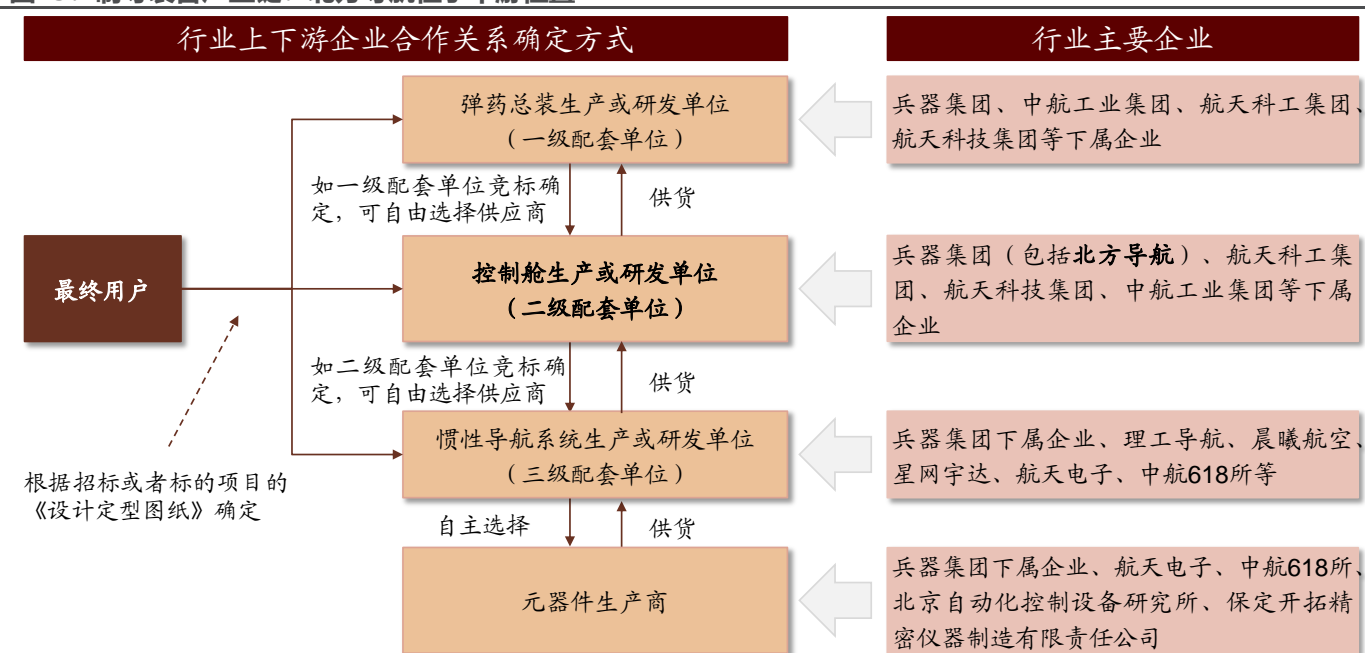 行业上下游企业合作关系确定方式
行业主要企业
弹药总装生产或研发单位
（一级配套单位）
兵器集团、中航工业集团、航天科工集团、
航天科技集团等下属企业
如一级配套单位竞标确
定，可自由选择供应商
供货
最终用户
控制舱生产或研发单位
（二级配套单位）
兵器集团（包括北方导航）、航天科工集
团、航天科技集团、中航工业集团等下属
企业
如二级配套单位竞标确
定，可自由选择供应商
供货
惯性导航系统生产或研发单位
（三级配套单位）
兵器集团下属企业、理工导航、晨曦航空、
星网宇达、航天电子、中航618所等
根据招标或者标的项目的
《设计定型图纸》确定
自主选择
供货
元器件生产商
兵器集团下属企业、航天电子、中航618所、
北京自动化控制设备研究所、保定开拓精
密仪器制造有限责任公司